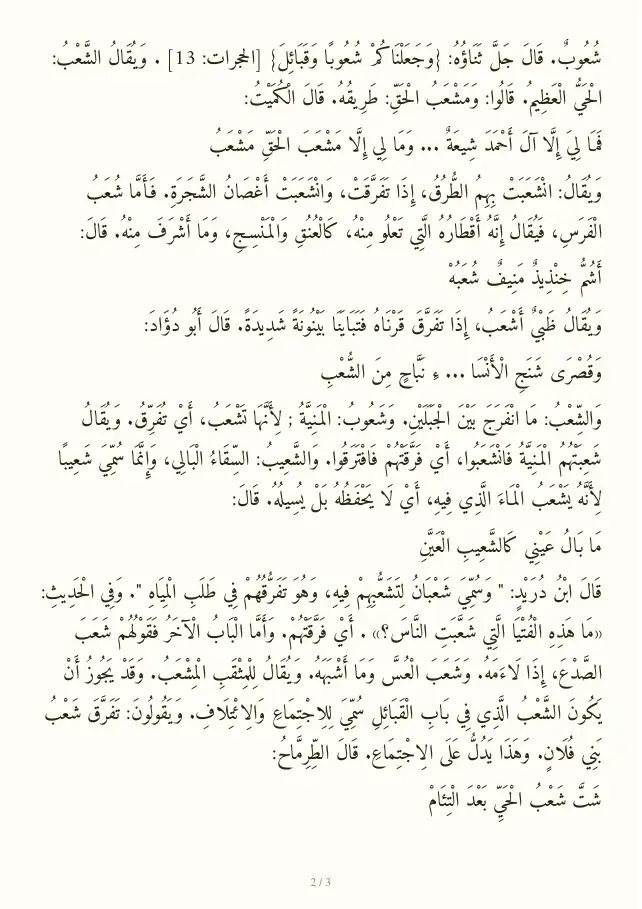 شُعُوبٌ. قَالَ جَلَّ ثَنَاؤُهُ: {وَجَعَلْنَاكُمْ شُعُوبًا وَقَبَائِلَ} [الحجرات: 13] . وَيُقَالُ الشَّعْبُ:
الْحَيُّ الْعَظِيمُ. قَالُوا: وَمَشْعَبُ الْحَقِّ: طَرِيقُهُ. قَالَ الْكُمَيْتُ:
فَمَا لِيَ إِلَّا آلَ أَحْمَدَ شِيعَةٌ ... وَمَا لِي إِلَّا مَشْعَبَ الْحَقِّ مَشْعَبُ
وَيُقَالُ: انْشَعَبَتْ بِهِمُ الطُّرُقُ، إِذَا تَفَرَّقَتْ، وَانْشَعَبَتْ أَغْصَانُ الشَّجَرَةِ. فَأَمَّا شُعَبُ
الْفَرَسِ، فَيُقَالُ إِنَّهُ أَقْطَارُهُ الَّتِي تَعْلُو مِنْهُ، كَالْعُنُقِ وَالْمَنْسِجِ، وَمَا أَشْرَفَ مِنْهُ. قَالَ:
أَشَمُّ خِنْذِيذٌ مَنِيفٌ شُعَبُهْ
وَيُقَالُ ظَبْيٌ أَشْعَبُ، إِذَا تَفَرَّقَ قَرْنَاهُ فَتَبَايَنَا بَيْنُونَةً شَدِيدَةً. قَالَ أَبُو دُؤَادَ:
وَقُصْرَى شَنَجِ الْأَنْسَا ... ءِ نَبَّاحٍ مِنَ الشُّعْبِ
وَالشِّعْبُ: مَا انْفَرَجَ بَيْنَ الْجَبَلَيْنِ. وَشَعُوبُ: الْمَنِيَّةُ ; لِأَنَّهَا تَشْعَبُ، أَيْ تُفَرِّقُ. وَيُقَالُ
شَعِبَتْهُمُ الْمَنِيَّةُ فَانْشَعَبُوا، أَيْ فَرَّقَتْهُمْ فَافْتَرَقُوا. وَالشَّعِيبُ: السِّقَاءُ الْبَالِي، وَإِنَّمَا سُمِّيَ شَعِيبًا
لِأَنَّهُ يَشْعَبُ الْمَاءَ الَّذِي فِيهِ، أَيْ لَا يَحْفَظُهُ بَلْ يُسِيلُهُ. قَالَ:
مَا بَالُ عَيْنِي كَالشَّعِيبِ الْعَيَّنِ
قَالَ ابْنُ دُرَيْدٍ: " وَسُمِّيَ شَعْبَانُ لِتَشَعُّبِهِمْ فِيهِ، وَهُوَ تَفَرُّقُهُمْ فِي طَلَبِ الْمِيَاهِ ". وَفِي الْحَدِيثِ:
«مَا هَذِهِ الْفُتْيَا الَّتِي شَعَّبَتِ النَّاسَ؟» . أَيْ فَرَّقَتْهُمْ. وَأَمَّا الْبَابُ الْآخَرُ فَقَوْلُهُمْ شَعَبَ
الصَّدْعَ، إِذَا لَاءَمَهُ. وَشَعَبَ الْعُسَّ وَمَا أَشْبَهَهُ. وَيُقَالُ لِلْمِثْقَبِ الْمِشْعَبُ. وَقَدْ يَجُوزُ أَنْ
يَكُونَ الشَّعْبُ الَّذِي فِي بَابِ الْقَبَائِلِ سُمِّيَ لِلِاجْتِمَاعِ وَالِائْتِلَافِ. وَيَقُولُونَ: تَفَرَّقَ شَعْبُ
بَنِي فُلَانٍ. وَهَذَا يَدُلُّ عَلَى الِاجْتِمَاعِ. قَالَ الطِّرِمَّاحُ:
شَتَّ شَعْبُ الْحَيِّ بَعْدَ الْتِئَامْ
2 / 3